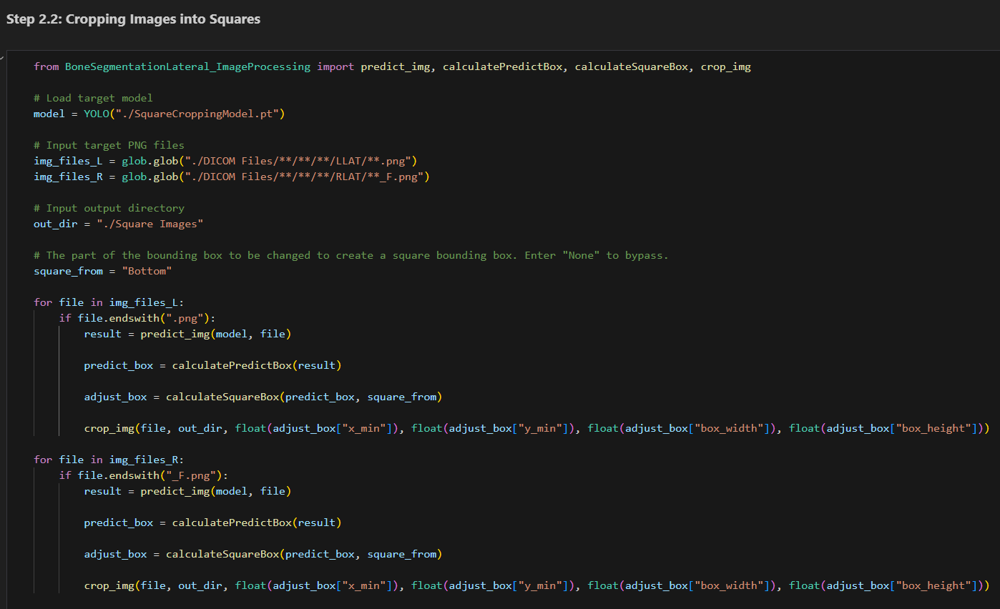 Step 2.2: Cropping Images into Squares
from BoneSegmentationLateral_ImageProcessing import predict_img, calculatePredictBox, calculateSquareBox, crop_img
# Load target model
model = YOLO("./SquareCroppingModel.pt")
# Input target PNG files
img_files_L = glob.glob("./DICOM Files/**/**/**/LLAT/**.png")
img_files_R = glob.glob("./DICOM Files/**/**/**/RLAT/**_F.png")
# Input output directory
out_dir = "./Square Images"
# The part of the bounding box to be changed to create a square bounding box. Enter "None" to bypass.
square_from = "Bottom"
for file in img_files_L:
    if file.endswith(".png"):
        result = predict_img(model, file)
        predict_box = calculatePredictBox(result)
        adjust_box = calculateSquareBox(predict_box, square_from)
        crop_img(file, out_dir, float(adjust_box["x_min"]), float(adjust_box["y_min"]), float(adjust_box["box_width"]), float(adjust_box["box_height"]))
for file in img_files_R:
    if file.endswith("_F.png"):
        result = predict_img(model, file)
        predict_box = calculatePredictBox(result)
        adjust_box = calculateSquareBox(predict_box, square_from)
        crop_img(file, out_dir, float(adjust_box["x_min"]), float(adjust_box["y_min"]), float(adjust_box["box_width"]), float(adjust_box["box_height"]))